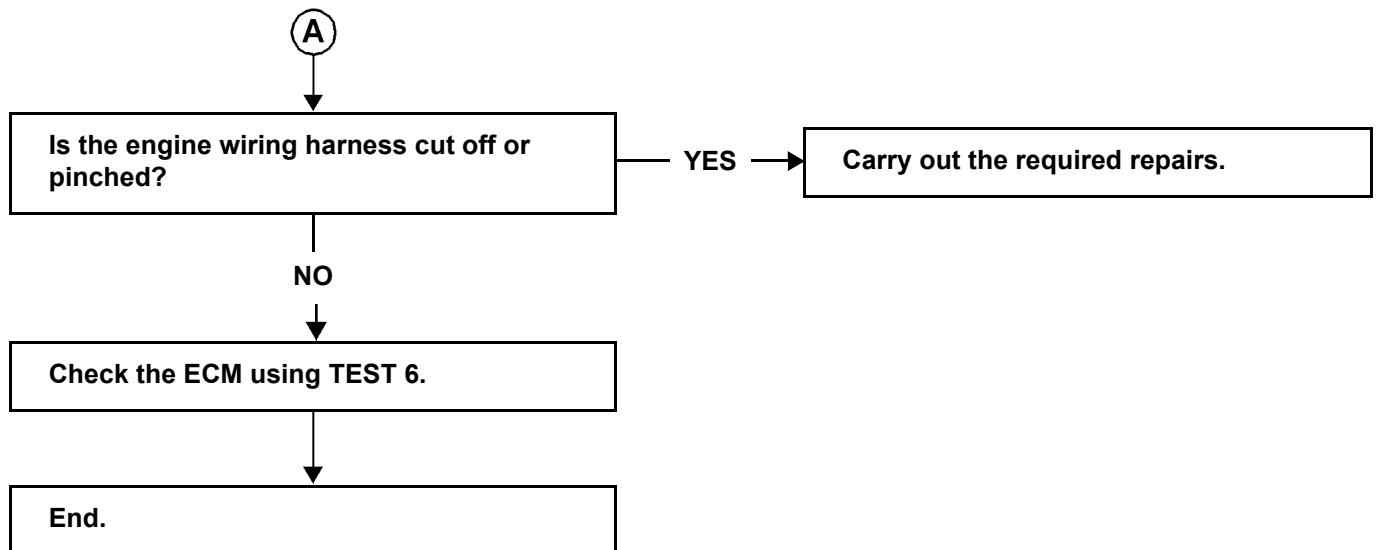 A
Is the engine wiring harness cut off or
pinched?
YES
Carry out the required repairs.
NO
Check the ECM using TEST 6.
End.